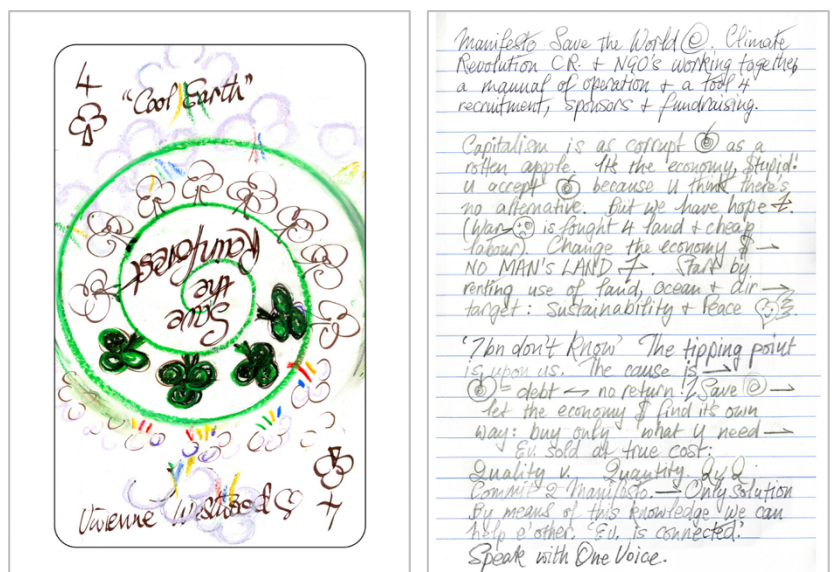 4
"Cool Earth"
Save
the
Rainforest
Vivienne Westwood
4
Manifesto Save the World @. Climate
Revolution C.R. + NGO's working together,
a manual of operation + a tool 4
recruitment, sponsors + fundraising.
Capitalism is as corrupt as a
rotten apple. It's the economy, stupid!
U accept because U think there's
no alternative. But we have hope 4.
(War is fought 4 land + cheap
labour). Change the economy $ →
NO MAN'S LAND. Start by
renting use of land, ocean + air →
target: sustainability + Peace
'7bn don't know' The tipping point
is upon us. The cause is →
debt ← no return! Save @ →
let the economy $ find its own
way: buy only what U need →
Ev. sold at true cost:
Quality v. Quantity. Q v Q.
Commit 2 Manifesto. → Only solution
By means of this knowledge we can
help e'other. 'Ev. is connected.'
Speak with One Voice.